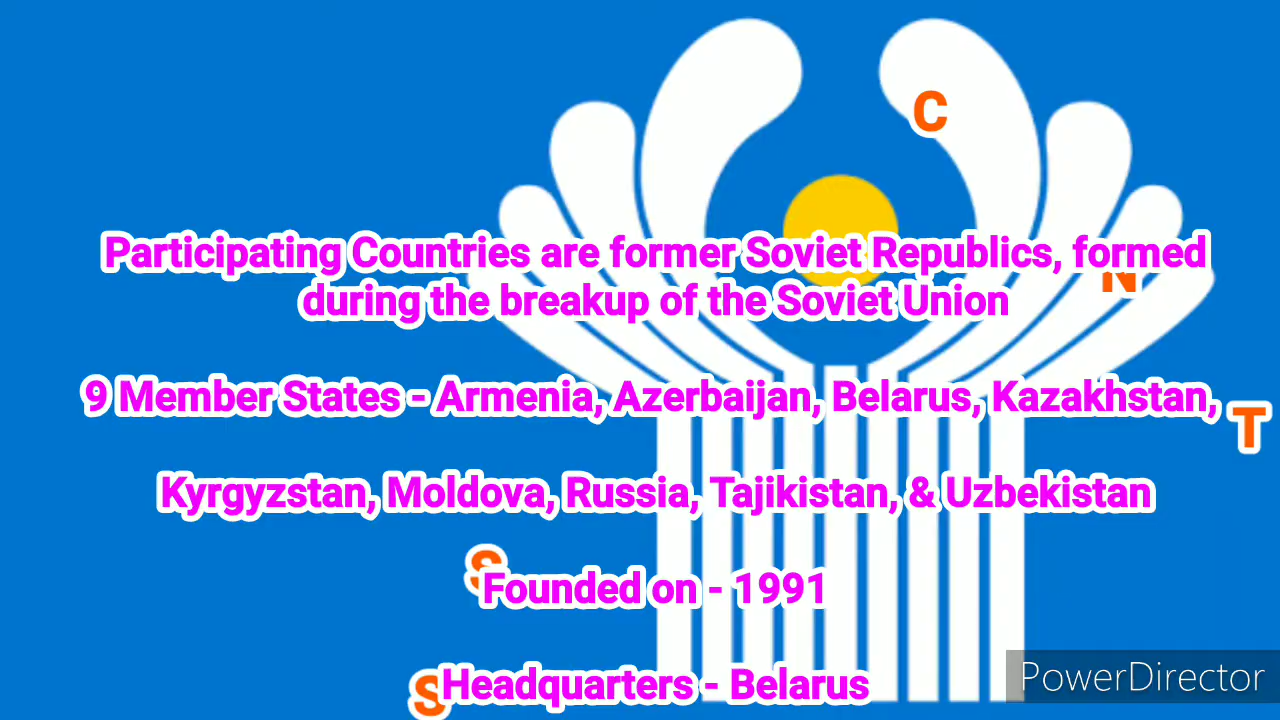 C
Participating Countries are former Soviet Republics, formed
N
during the breakup of the Soviet Union
9 Member States - Armenia, Azerbaijan, Belarus, Kazakhstan,
T
Kyrgyzstan, Moldova, Russia, Tajikistan, & Uzbekistan
S
Founded on - 1991
S
Headquarters - Belarus
PowerDirector